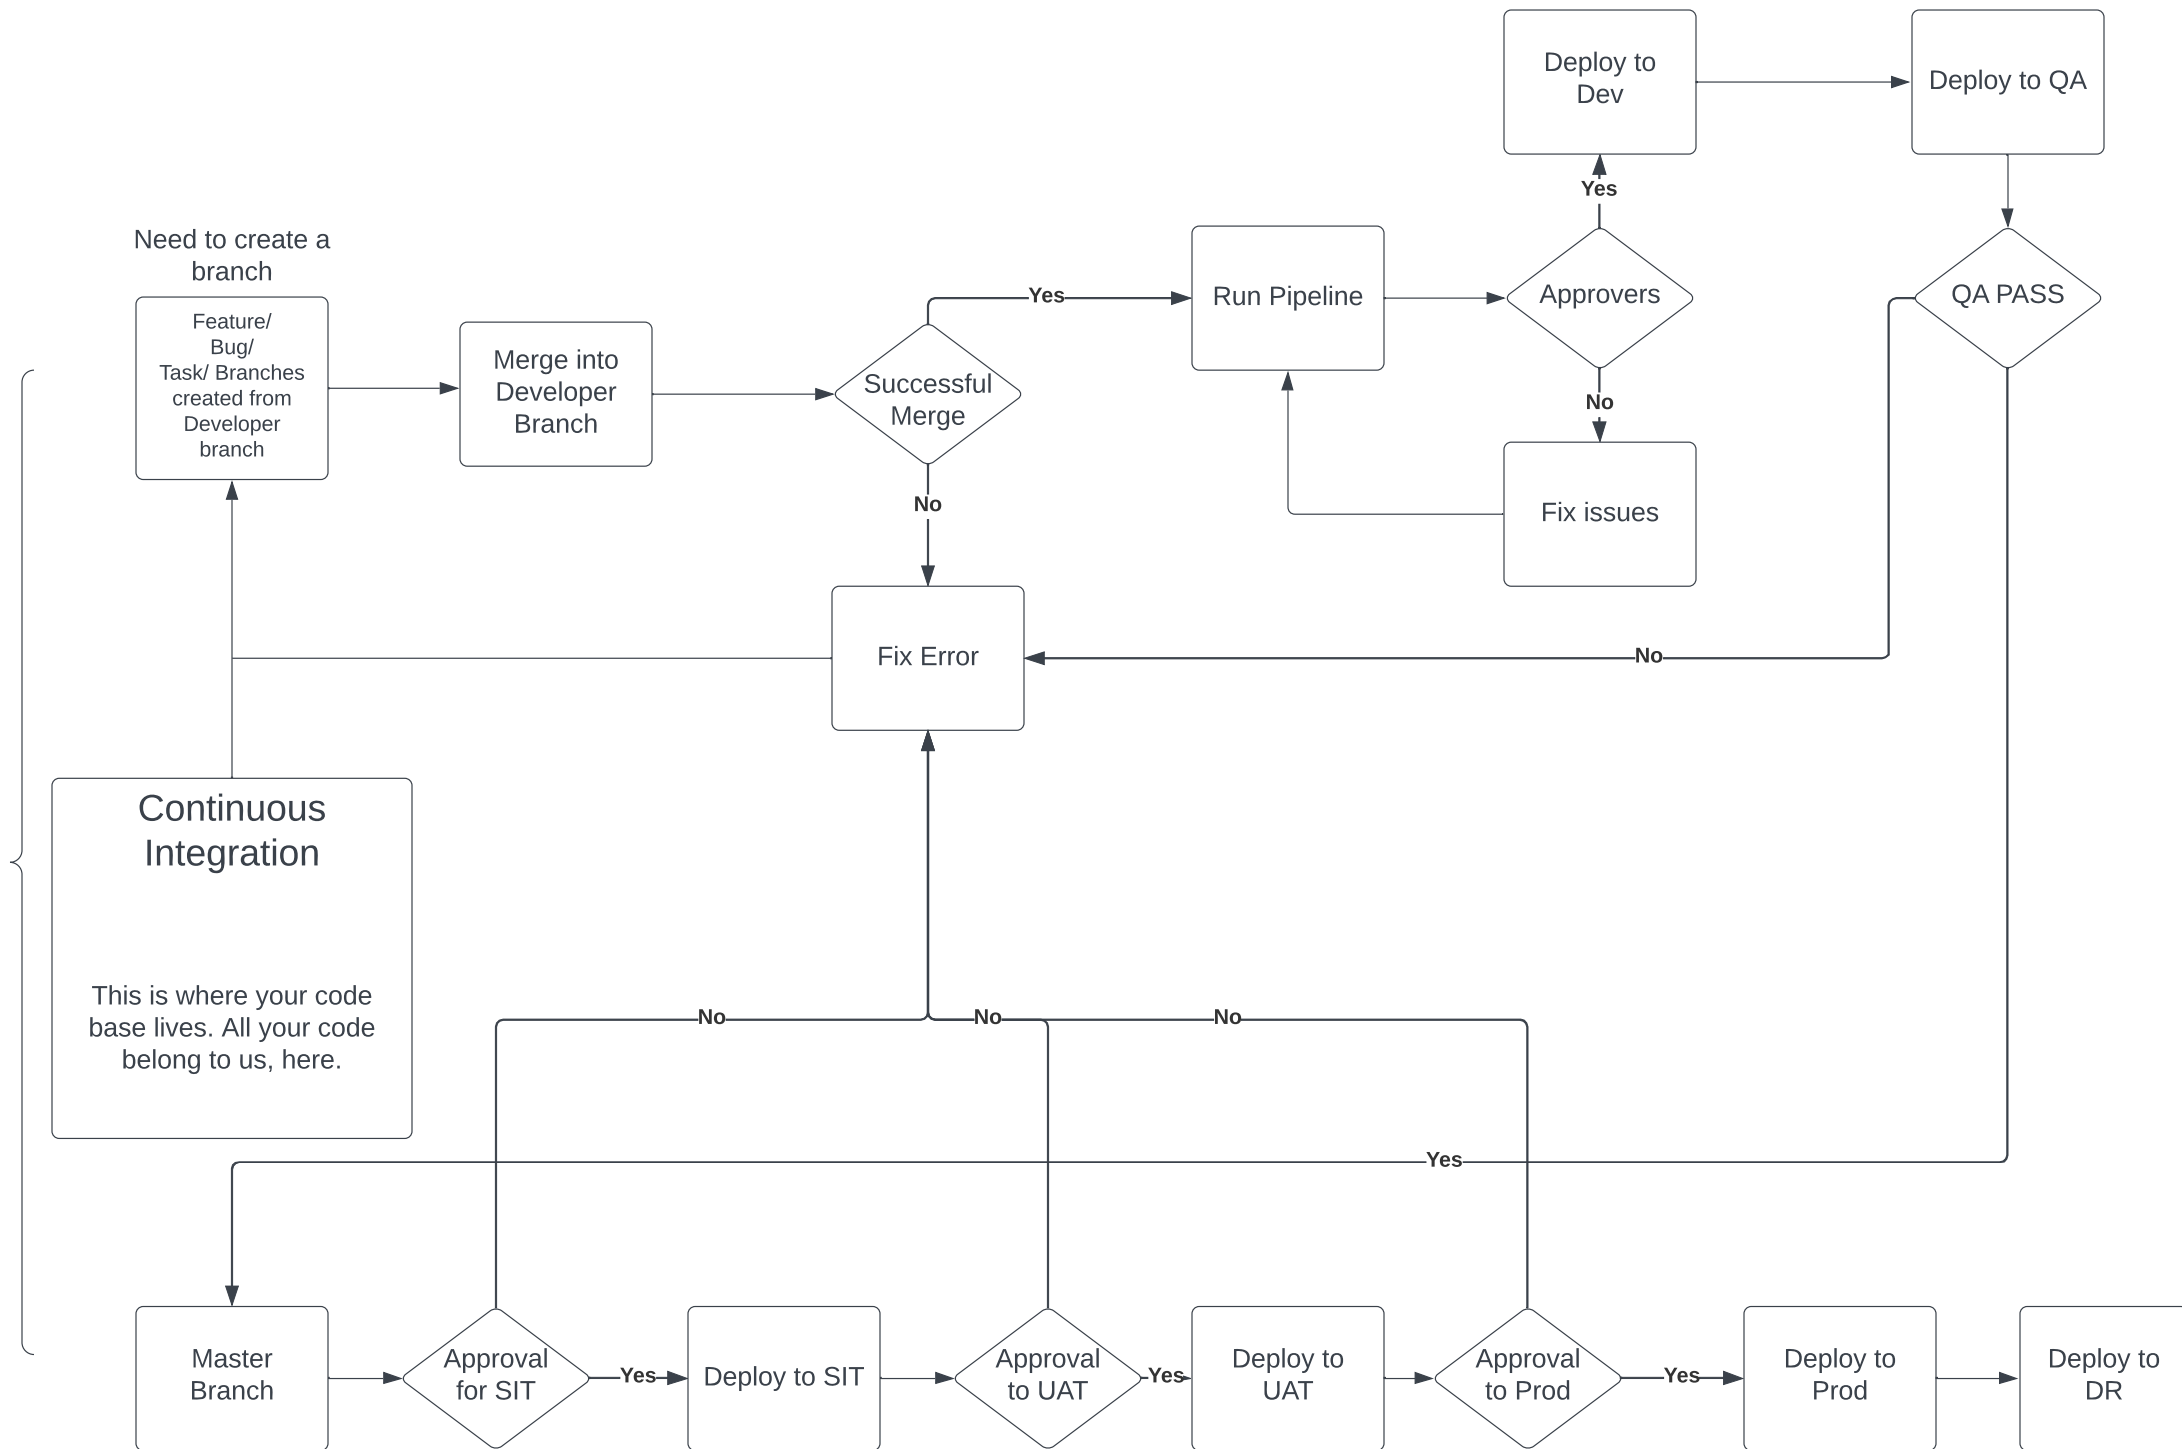 Deploy to
Dev
Deploy to QA
Yes
Need to create a
branch
Feature/
Bug/
Task/ Branches
created from
Developer
branch
Merge into
Developer
Branch
Successful
Merge
Yes
Run Pipeline
Approvers
QA PASS
No
No
Fix issues
Fix Error
No
Continuous
Integration
This is where your code
base lives. All your code
belong to us, here.
No
No
No
Yes
Master
Branch
Approval
for SIT
Yes
Deploy to SIT
Approval
to UAT
Yes
Deploy to
UAT
Approval
to Prod
Yes
Deploy to
Prod
Deploy to
DR